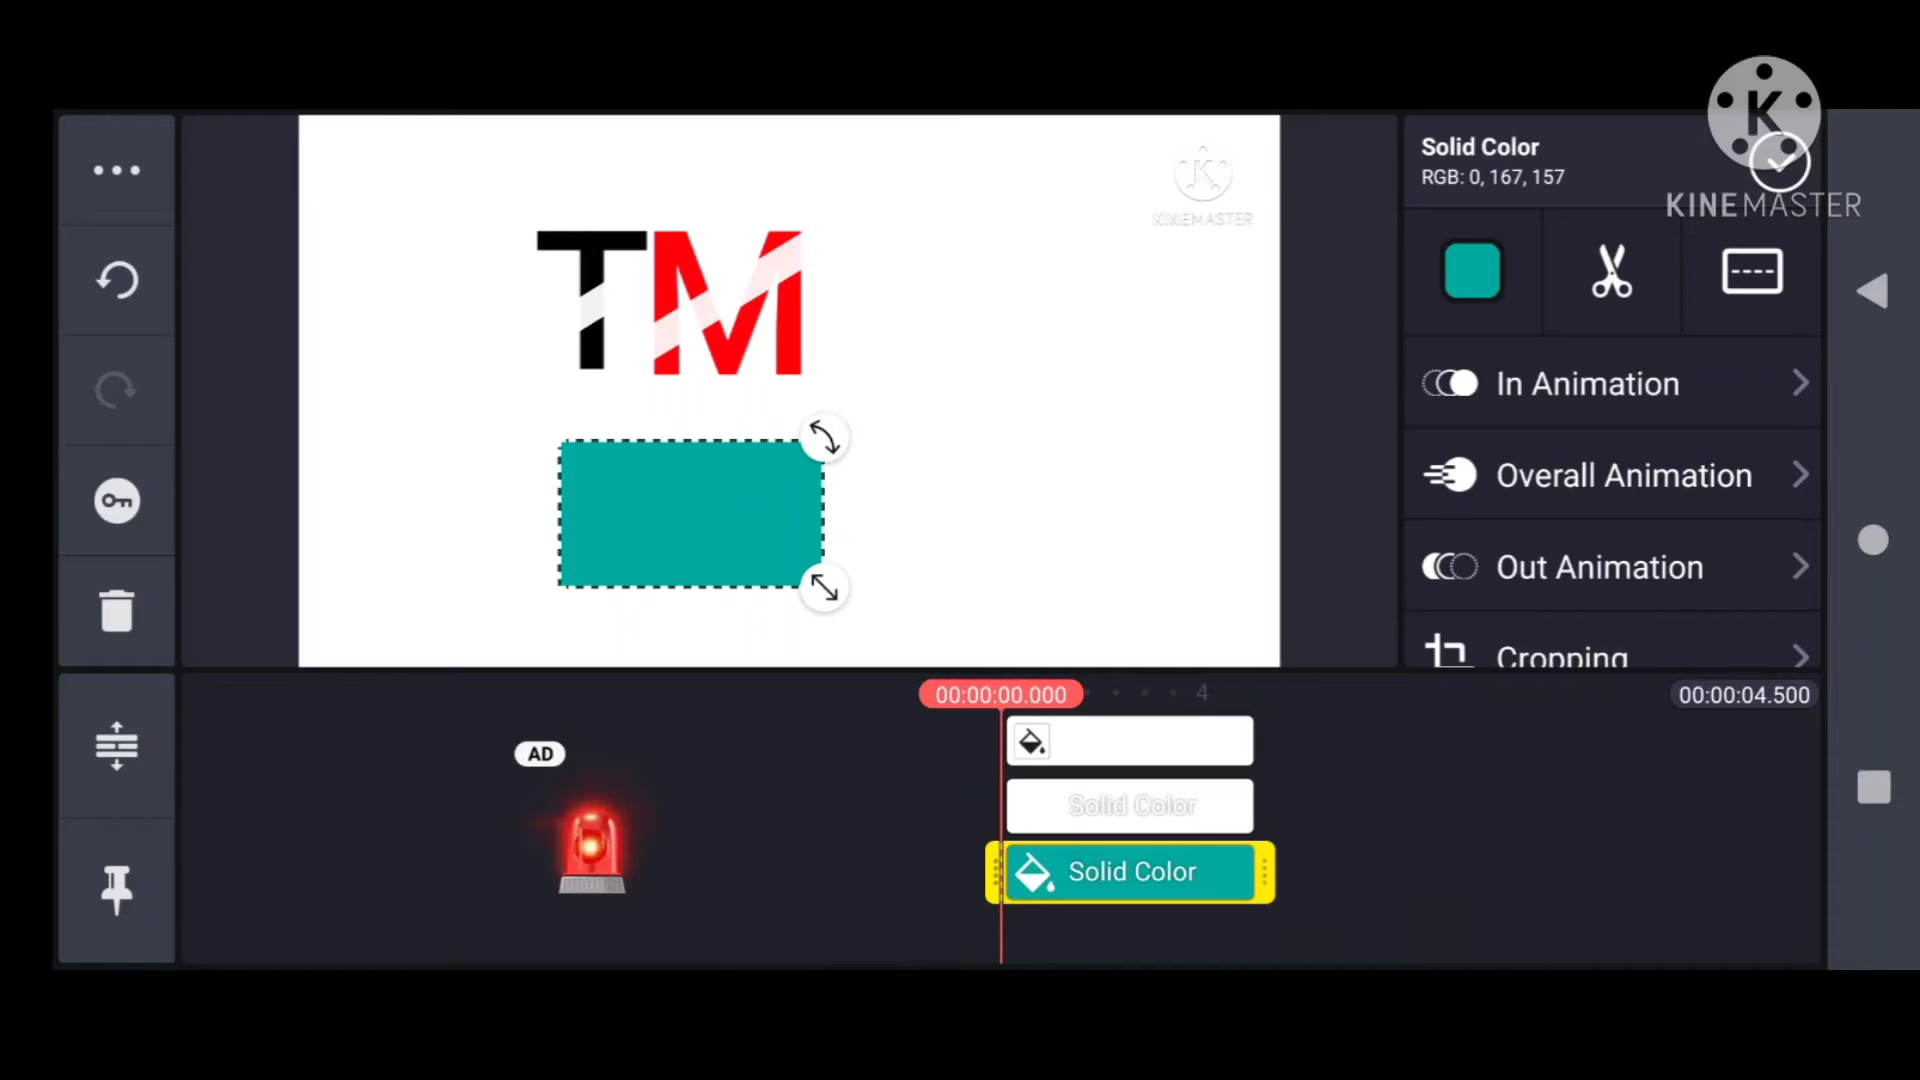 K
KINEMASTER
Solid Color
RGB: 0, 167, 157
K
KINEMASTER
TM
In Animation
Overall Animation
Out Animation
Cropping
00:00:00.000
4
00:00:04.500
AD
Solid Color
Solid Color